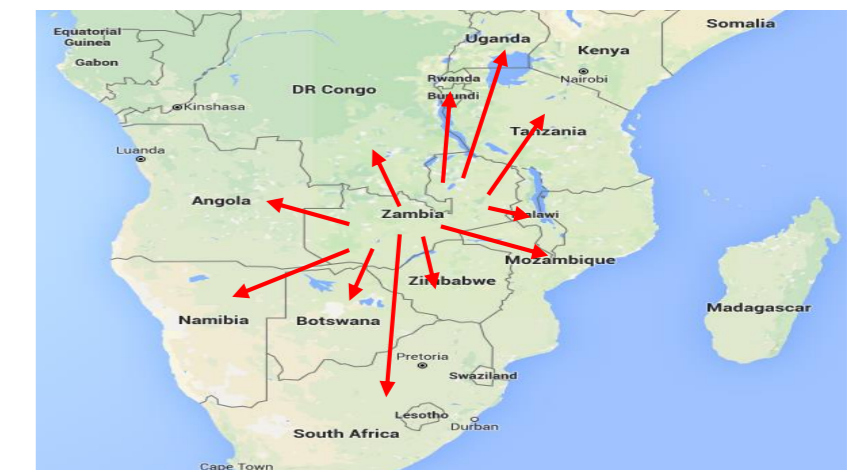 Somalia
Equatorial
Guinea
Uganda
Kenya
Gabon
Rwanda
Nairobi
DR Congo
Burundi
Kinshasa
Tanzania
Luanda
Angola
Zambia
Malawi
Mozambique
Zimbabwe
Madagascar
Namibia
Botswana
Pretoria
Swaziland
Lesotho
Durban
South Africa
Cape Town